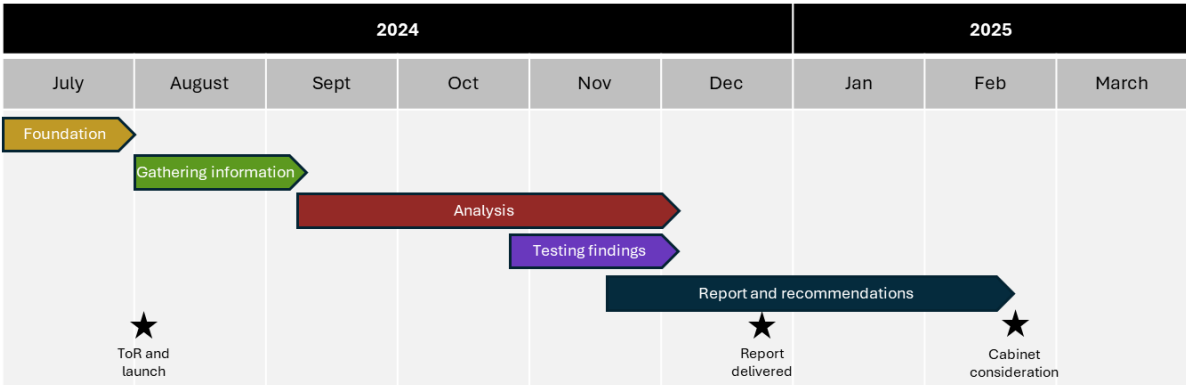 2024 2025
July August Sept Oct Nov Dec Jan Feb March
Foundation
Gathering information
Analysis
Testing findings
Report and recommendations
ToR and
launch
Report
delivered
Cabinet
consideration